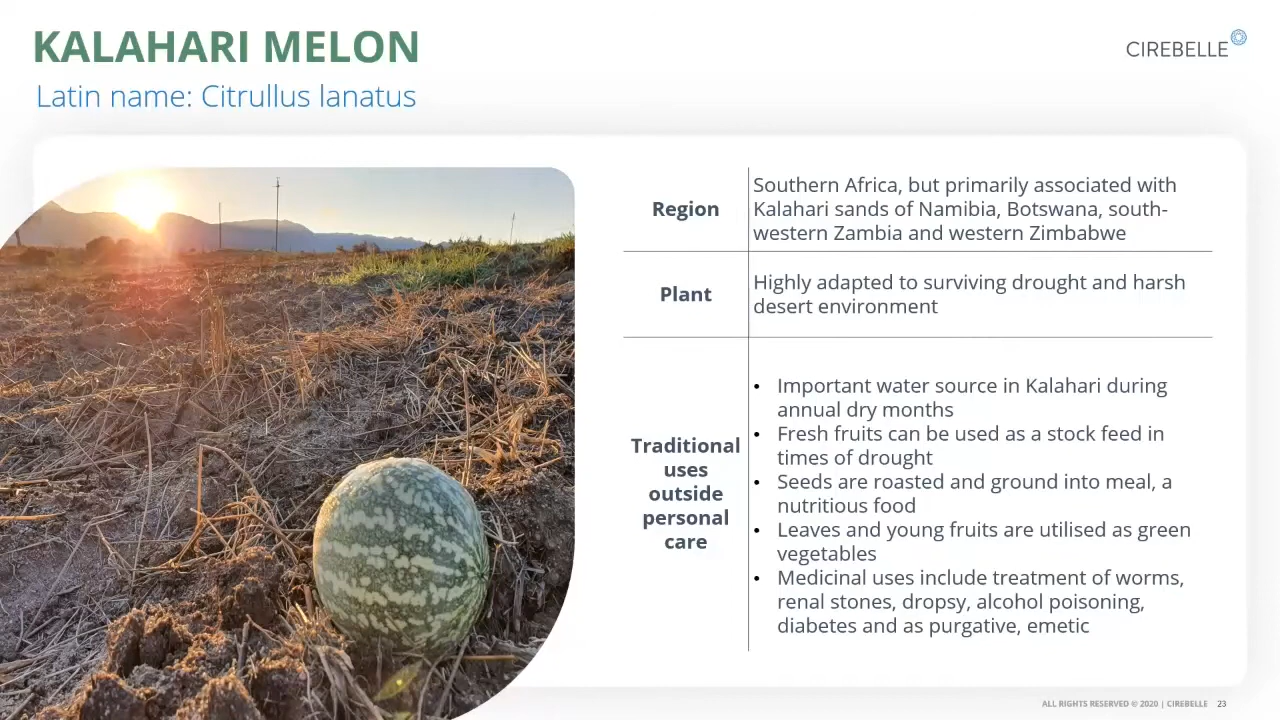 KALAHARI MELON
Latin name: Citrullus lanatus
CIREBELLE
Region
Southern Africa, but primarily associated with
Kalahari sands of Namibia, Botswana, south-
western Zambia and western Zimbabwe
Plant
Highly adapted to surviving drought and harsh
desert environment
Traditional
uses
outside
personal
care
• Important water source in Kalahari during
annual dry months
• Fresh fruits can be used as a stock feed in
times of drought
• Seeds are roasted and ground into meal, a
nutritious food
• Leaves and young fruits are utilised as green
vegetables
• Medicinal uses include treatment of worms,
renal stones, dropsy, alcohol poisoning,
diabetes and as purgative, emetic
ALL RIGHTS RESERVED © 2020 | CIREBELLE 23